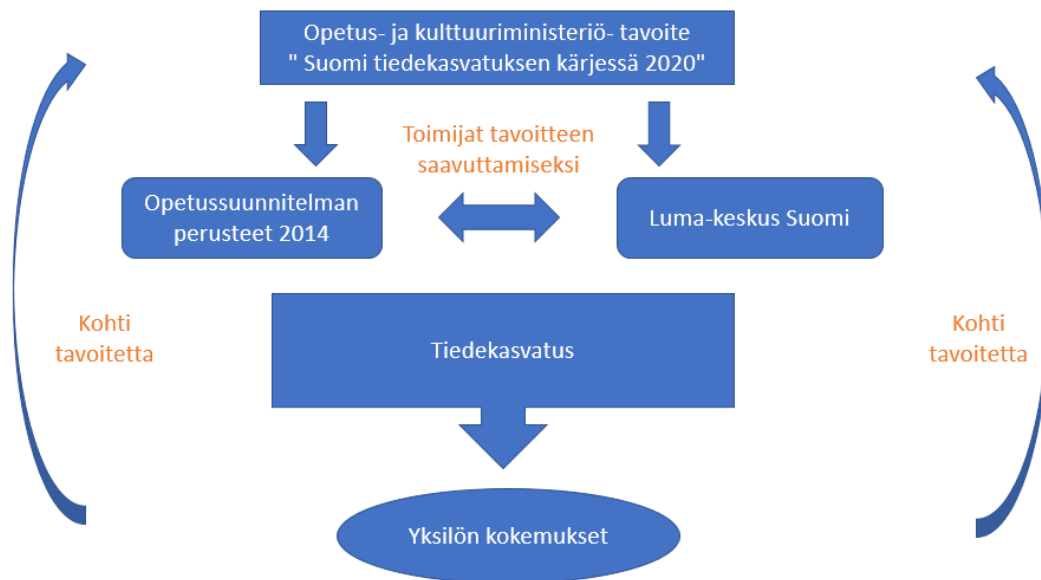 Opetus- ja kulttuuriministeriö- tavoite
" Suomi tiedekasvatuksen kärjessä 2020"
Toimijat tavoitteen
saavuttamiseksi
Opetussuunnitelman
perusteet 2014
Luma-keskus Suomi
Kohti
tavoitetta
Tiedekasvatus
Kohti
tavoitetta
Yksilön kokemukset